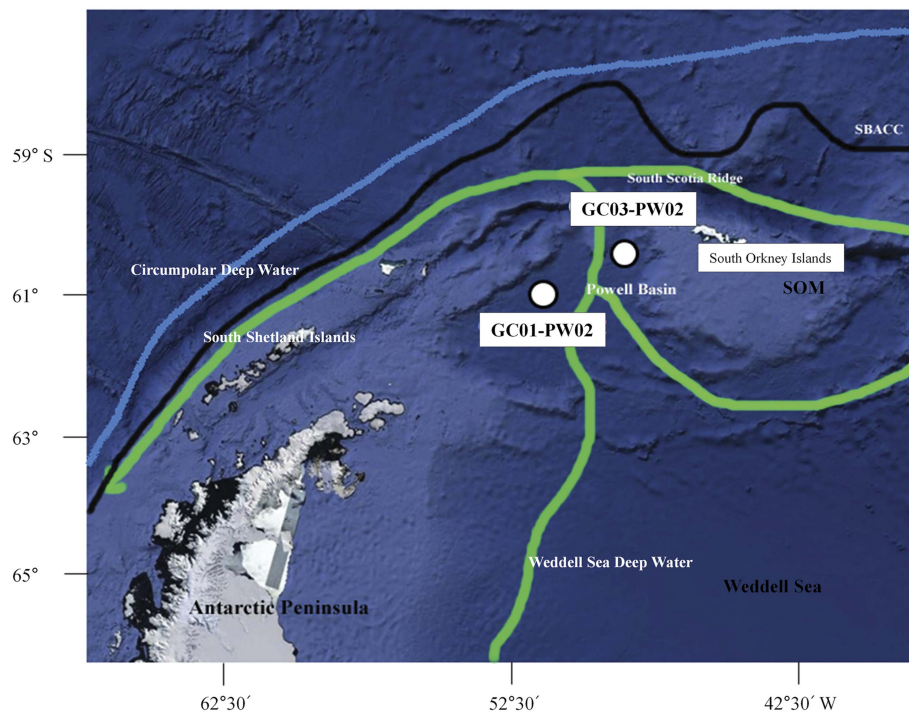 SBACC
59° S
South Scotia Ridge
GC03-PW02
South Orkney Islands
Circumpolar Deep Water
SOM
Powell Basin
61°
GC01-PW02
South Shetland Islands
63°
Weddell Sea Deep Water
65°
Weddell Sea
Antarctic Peninsula
62°30´
52°30´
42°30´ W